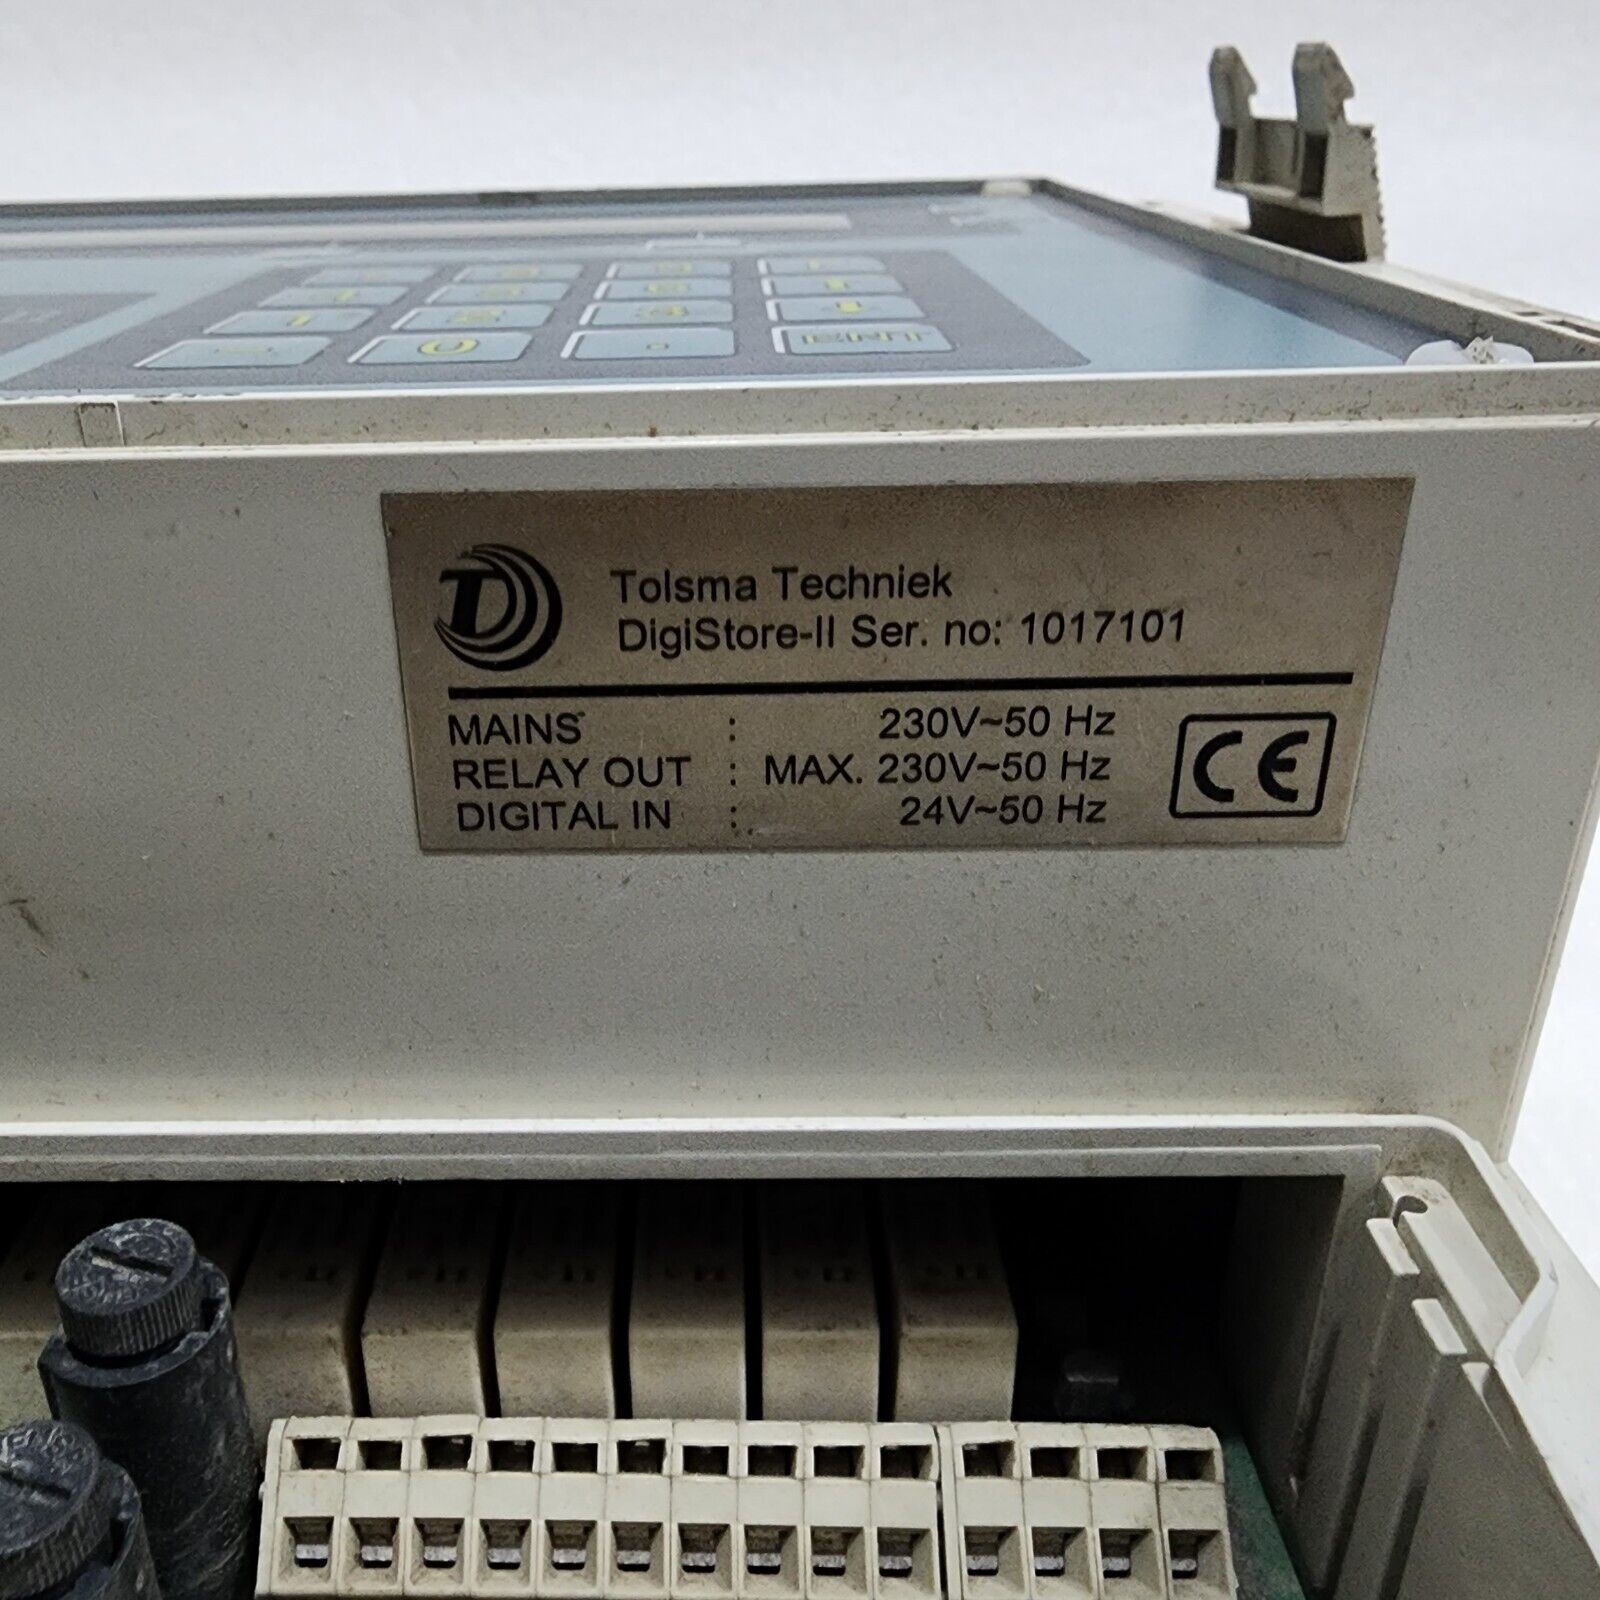 Tolsma Techniek
DigiStore-II Ser. no: 1017101
MAINS : 230V~50 Hz
RELAY OUT : MAX. 230V~50 Hz
DIGITAL IN : 24V~50 Hz
CE